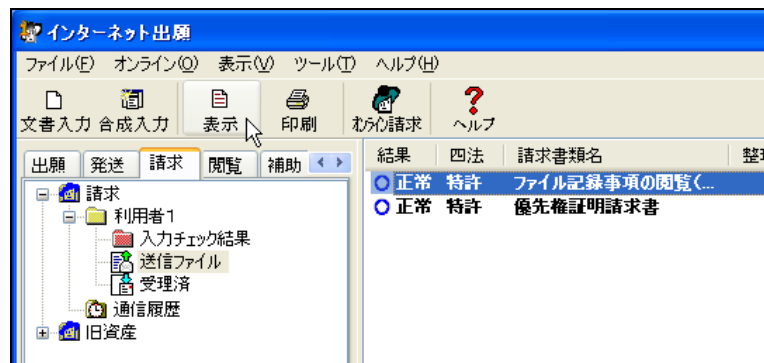 インターネット出願
ファイル(F) オンライン(O) 表示(V) ツール(T) ヘルプ(H)
文書入力 合成入力 表示 印刷 オンライン請求 ヘルプ
出願 発送 請求 閲覧 補助
請求
利用者1
入力チェック結果
送信ファイル
受理済
通信履歴
旧資産
結果 四法 請求書類名 整
正常 特許 ファイル記録事項の閲覧(...
正常 特許 優先権証明請求書